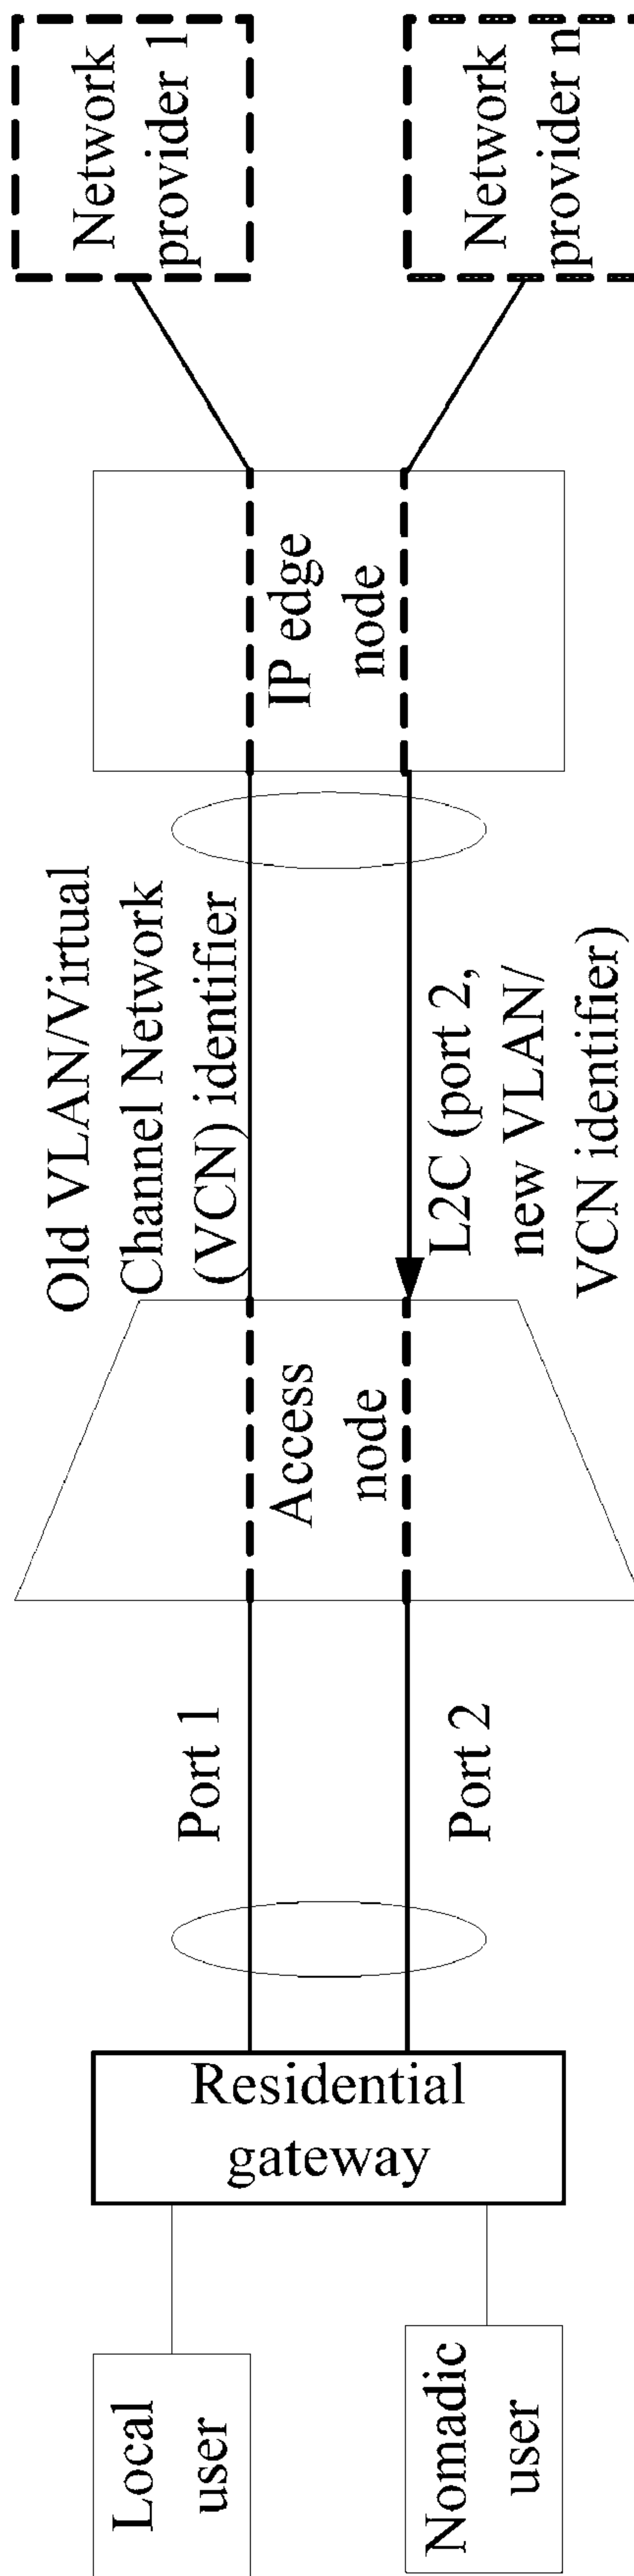 Network
provider 1
Network
provider n
IP edge
node
Old VLAN/Virtual
Channel Network
(VCN) identifier
L2C (port 2,
new VLAN/
VCN identifier)
Access
node
Port 1
Port 2
Residential
gateway
Local
user
Nomadic
user